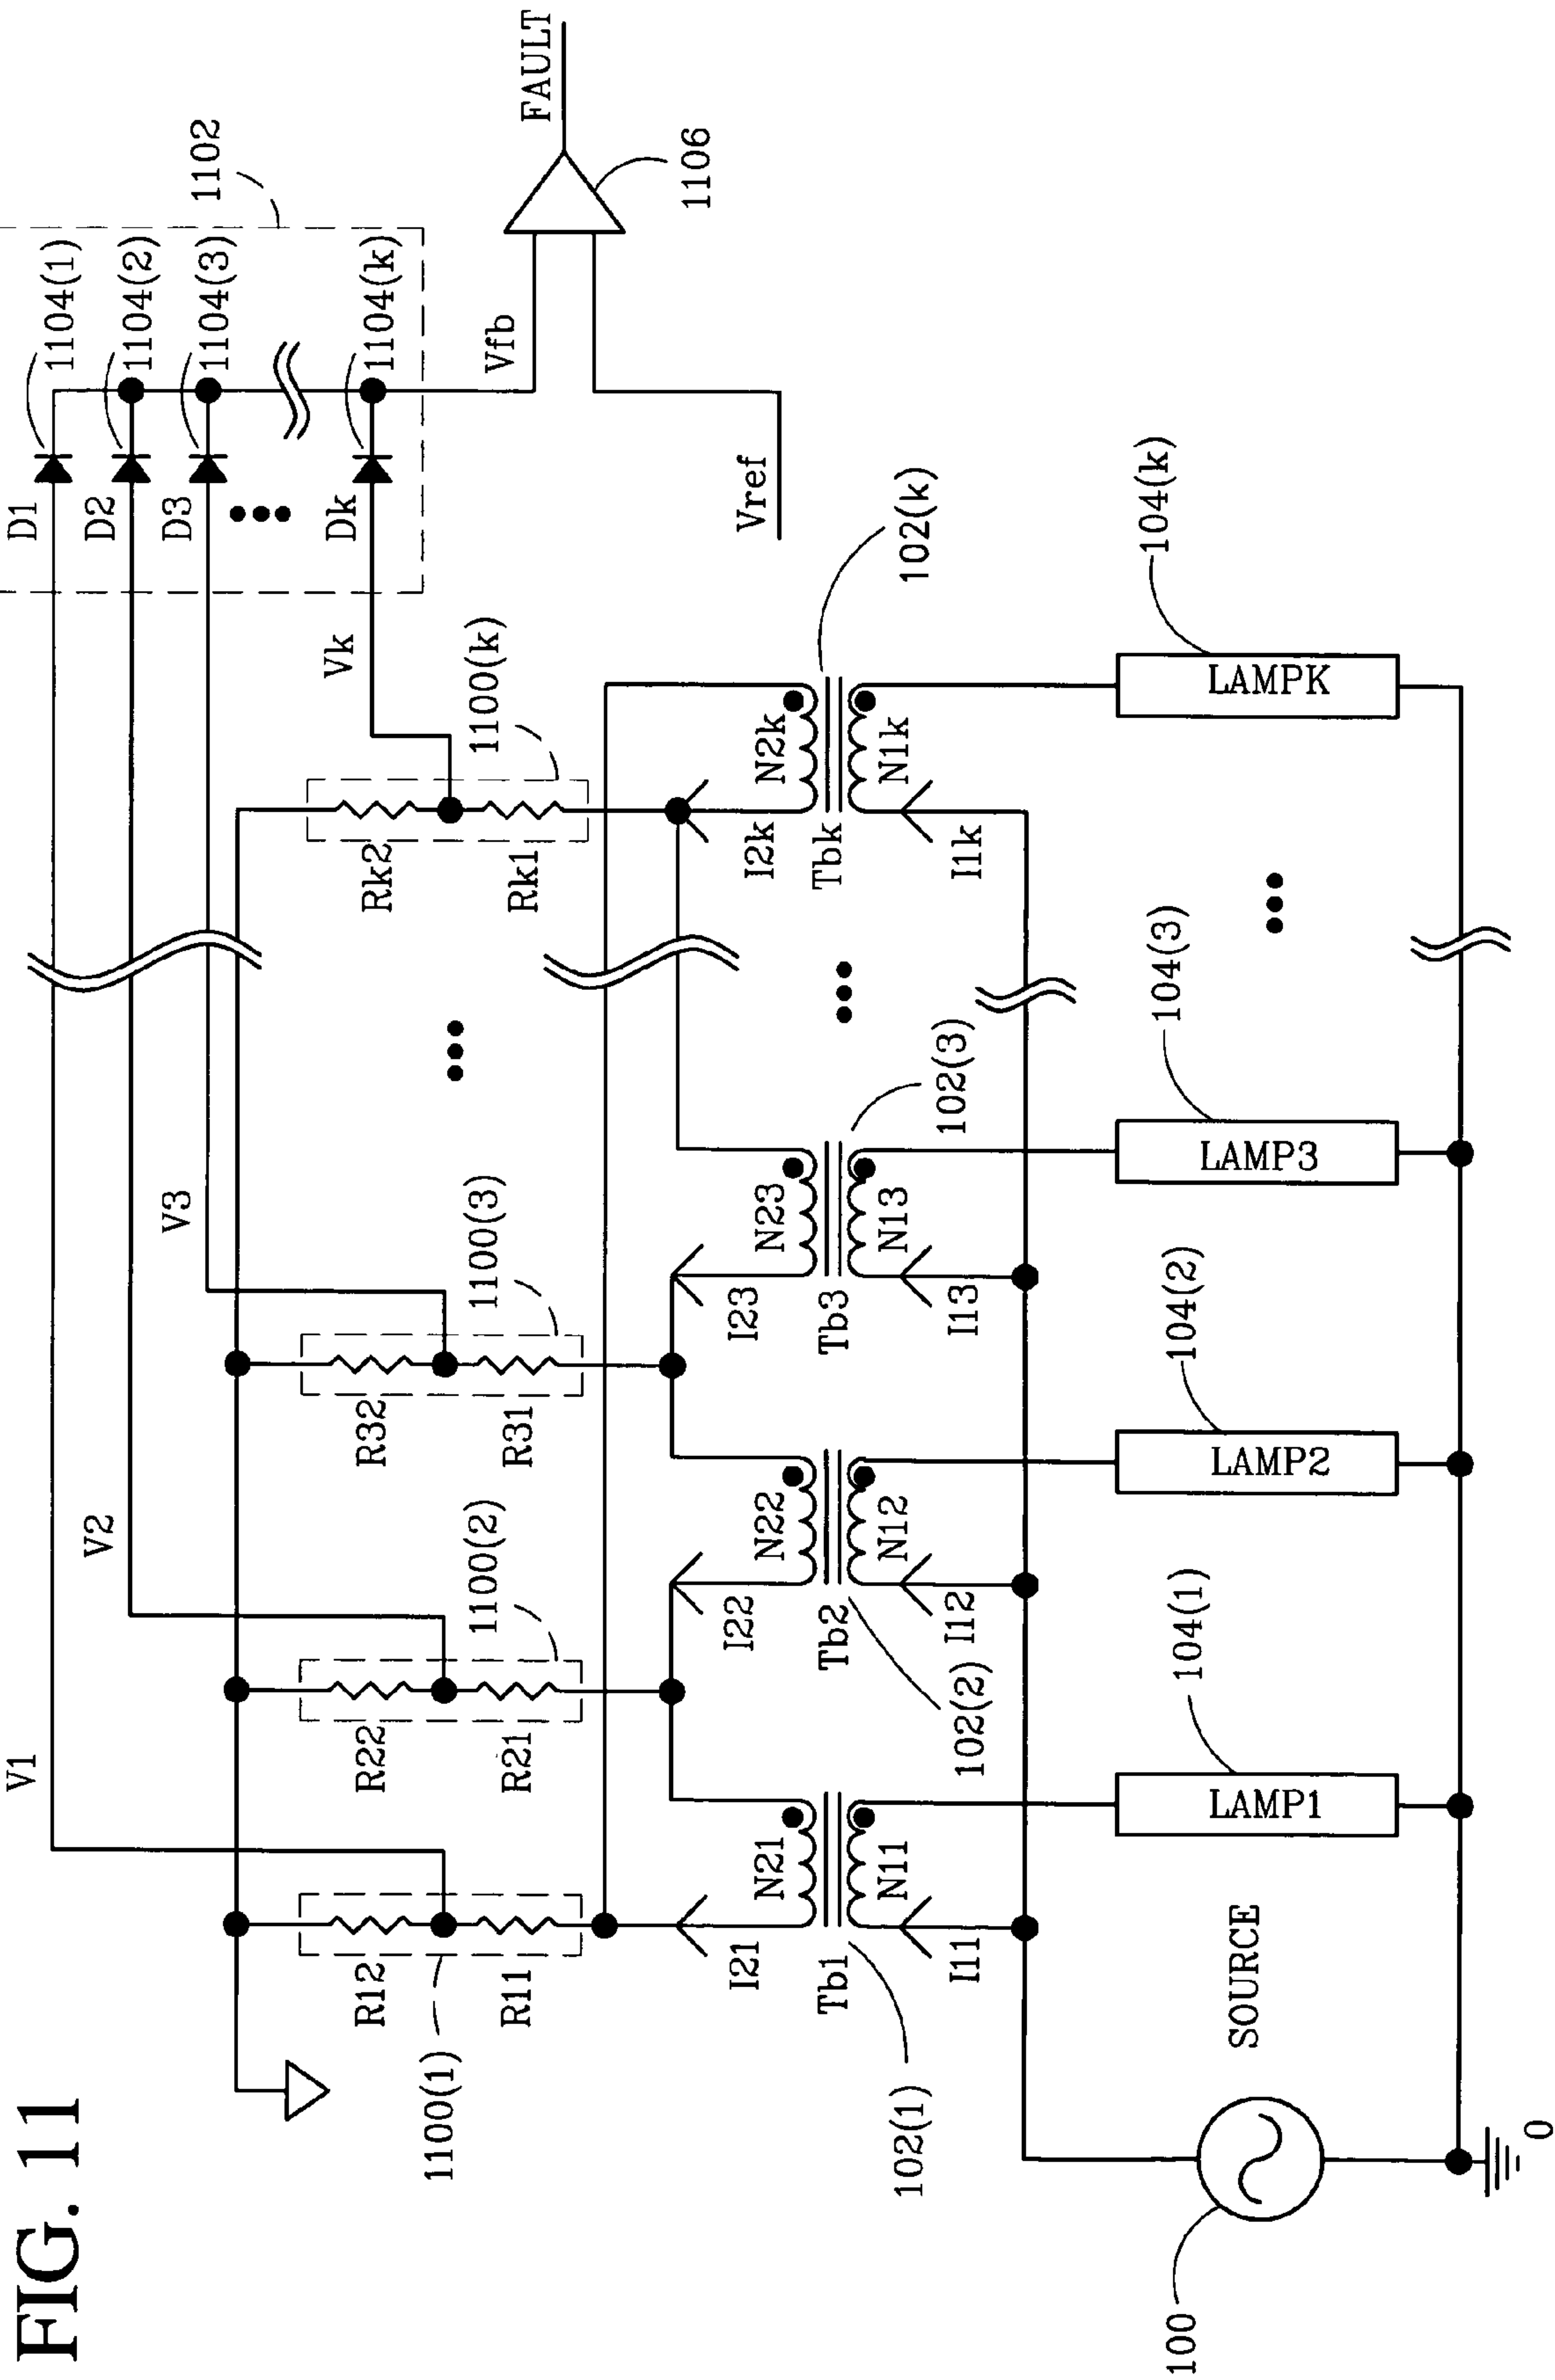 FIG. 11
V1
V2
V3
Vk
D1
D2
D3
Dk
1104(1)
1104(2)
1104(3)
1104(k)
1102
Vfb
Vref
FAULT
1106
R12
R11
1100(1)
R22
R21
1100(2)
R32
R31
1100(3)
Rk2
Rk1
1100(k)
I21
N21
Tb1
N11
I11
102(1)
I22
N22
Tb2
N12
I12
102(2)
I23
N23
Tb3
N13
I13
102(3)
I2k
N2k
Tbk
N1k
I1k
102(k)
SOURCE
100
0
LAMP1
104(1)
LAMP2
104(2)
LAMP3
104(3)
LAMPK
104(k)